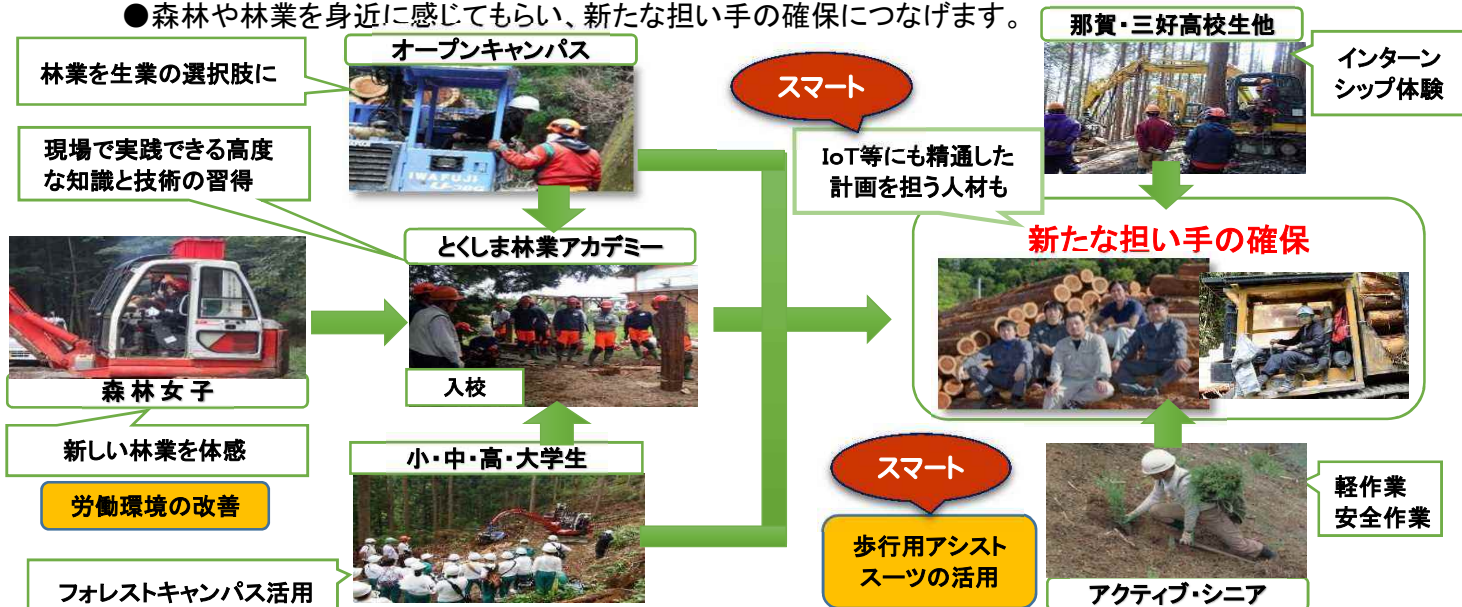 ●森林や林業を身近に感じてもらい、新たな担い手の確保につなげます。
オープンキャンパス
林業を生業の選択肢に
現場で実践できる高度
な知識と技術の習得
IWAFUJI
スマート
IoT等にも精通した
計画を担う人材も
那賀・三好高校生他
インターン
シップ体験
とくしま林業アカデミー
入校
新たな担い手の確保
森林女子
新しい林業を体感
労働環境の改善
小・中・高・大学生
フォレストキャンパス活用
スマート
歩行用アシスト
スーツの活用
軽作業
安全作業
アクティブ・シニア